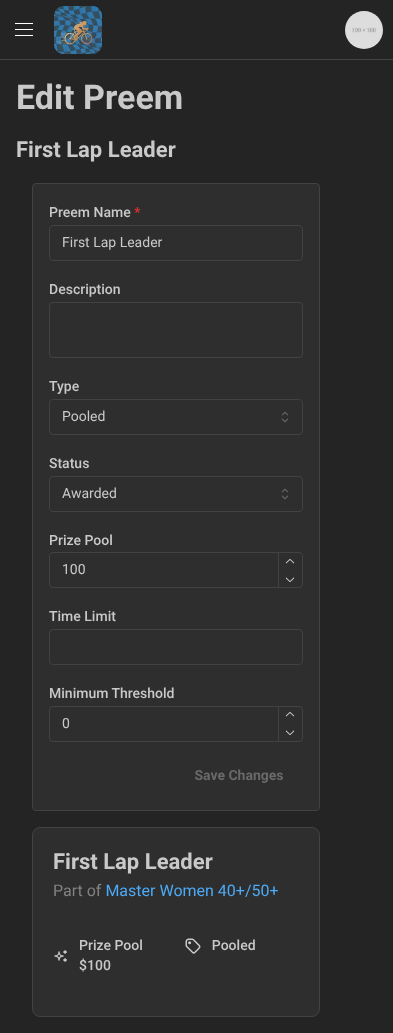 100 × 100
Edit Preem
First Lap Leader
Preem Name *
First Lap Leader
Description
Type
Pooled
Status
Awarded
Prize Pool
100
Time Limit
Minimum Threshold
0
Save Changes
First Lap Leader
Part of Master Women 40+/50+
Prize Pool
$100
Pooled